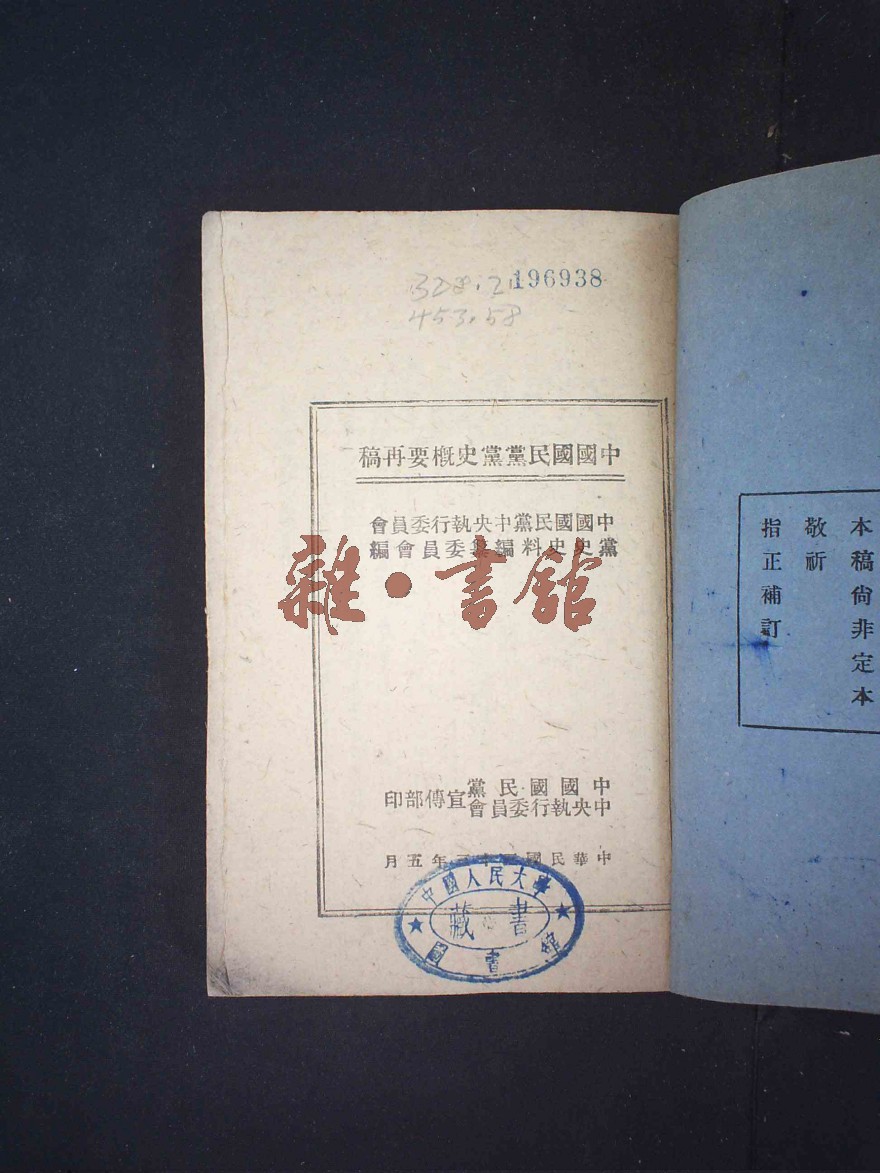 本稿尙非定本
敬祈
指正補訂
196938
328.21
453.58
中國國民黨黨史概要再稿
中國國民黨中央執行委員會
黨史史料編纂委員會編
雜·書館
中國國民黨
中央執行委員會
宣傳部印
中華民國三年五月
中國人民大學
藏書
圖書館